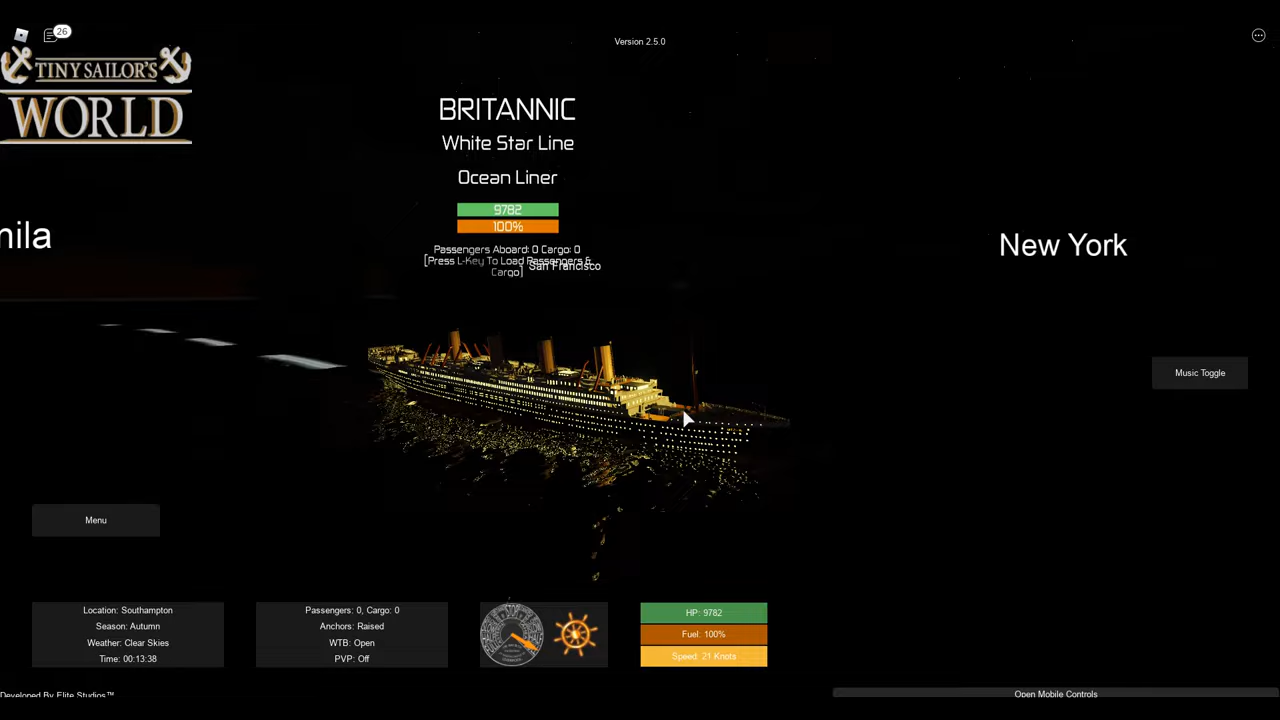 26
Version 2.5.0
TINY SAILOR'S
WORLD
BRITANNIC
White Star Line
Ocean Liner
9782
100%
Passengers Aboard: 0 Cargo: 0
[Press L-Key To Load Passengers &
Cargo]
San Francisco
nila
New York
Music Toggle
Menu
Location: Southampton
Season: Autumn
Weather: Clear Skies
Time: 00:13:38
Passengers: 0, Cargo: 0
Anchors: Raised
WTB: Open
PVP: Off
HP: 9782
Fuel: 100%
Speed: 21 Knots
Developed By Elite Studios™
Open Mobile Controls